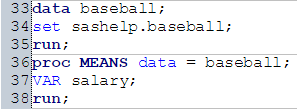 33 data baseball;
34 set sashelp.baseball;
35 run;
36 proc MEANS data = baseball;
37 VAR salary;
38 run;